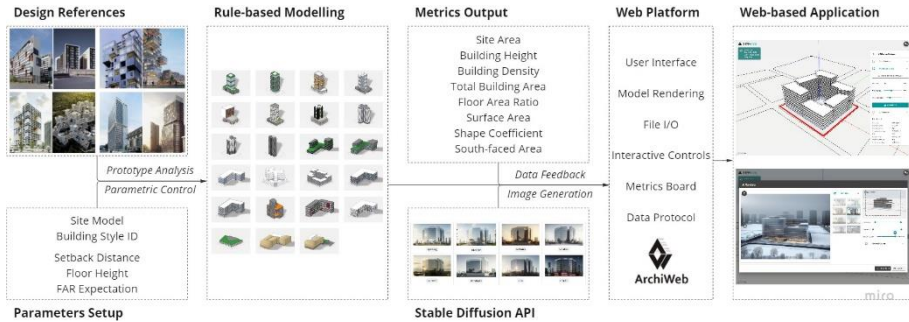 Design References
Rule-based Modelling
Metrics Output
Web Platform
Web-based Application
Prototype Analysis
Parametric Control
Site Model
Building Style ID
Setback Distance
Floor Height
FAR Expectation
Parameters Setup
Site Area
Building Height
Building Density
Total Building Area
Floor Area Ratio
Surface Area
Shape Coefficient
South-faced Area
Data Feedback
Image Generation
Stable Diffusion API
User Interface
Model Rendering
File I/O
Interactive Controls
Metrics Board
Data Protocol
ArchiWeb
miro